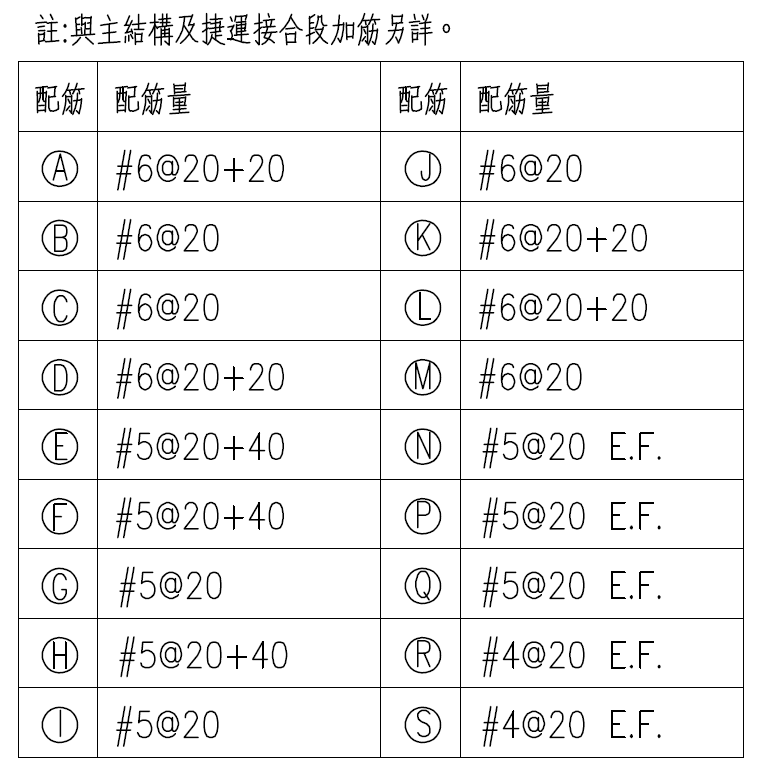 註:與主結構及捷運接合段加筋另詳。
配筋 配筋量 配筋 配筋量
Ⓐ #6@20+20 Ⓙ #6@20
Ⓑ #6@20 Ⓚ #6@20+20
Ⓒ #6@20 Ⓛ #6@20+20
Ⓓ #6@20+20 Ⓜ #6@20
Ⓔ #5@20+40 Ⓝ #5@20 E.F.
Ⓕ #5@20+40 Ⓟ #5@20 E.F.
Ⓖ #5@20 Ⓠ #5@20 E.F.
Ⓗ #5@20+40 Ⓡ #4@20 E.F.
Ⓘ #5@20 Ⓢ #4@20 E.F.